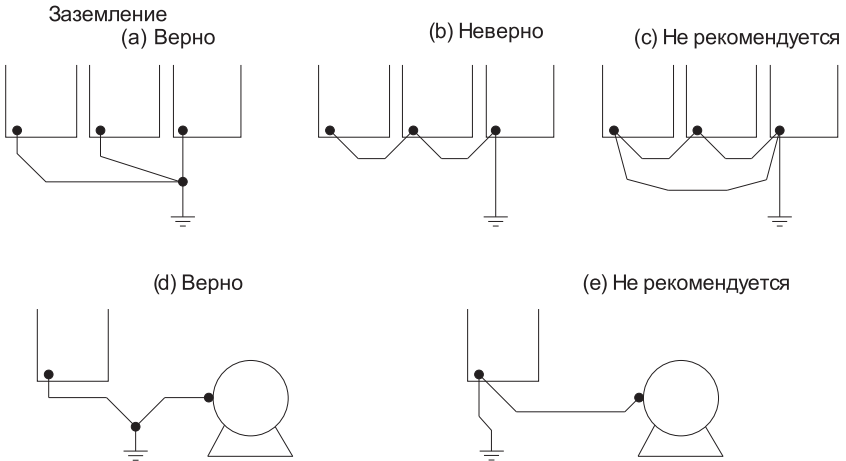 Заземление
(a) Верно
(b) Неверно
(c) Не рекомендуется
(d) Верно
(e) Не рекомендуется